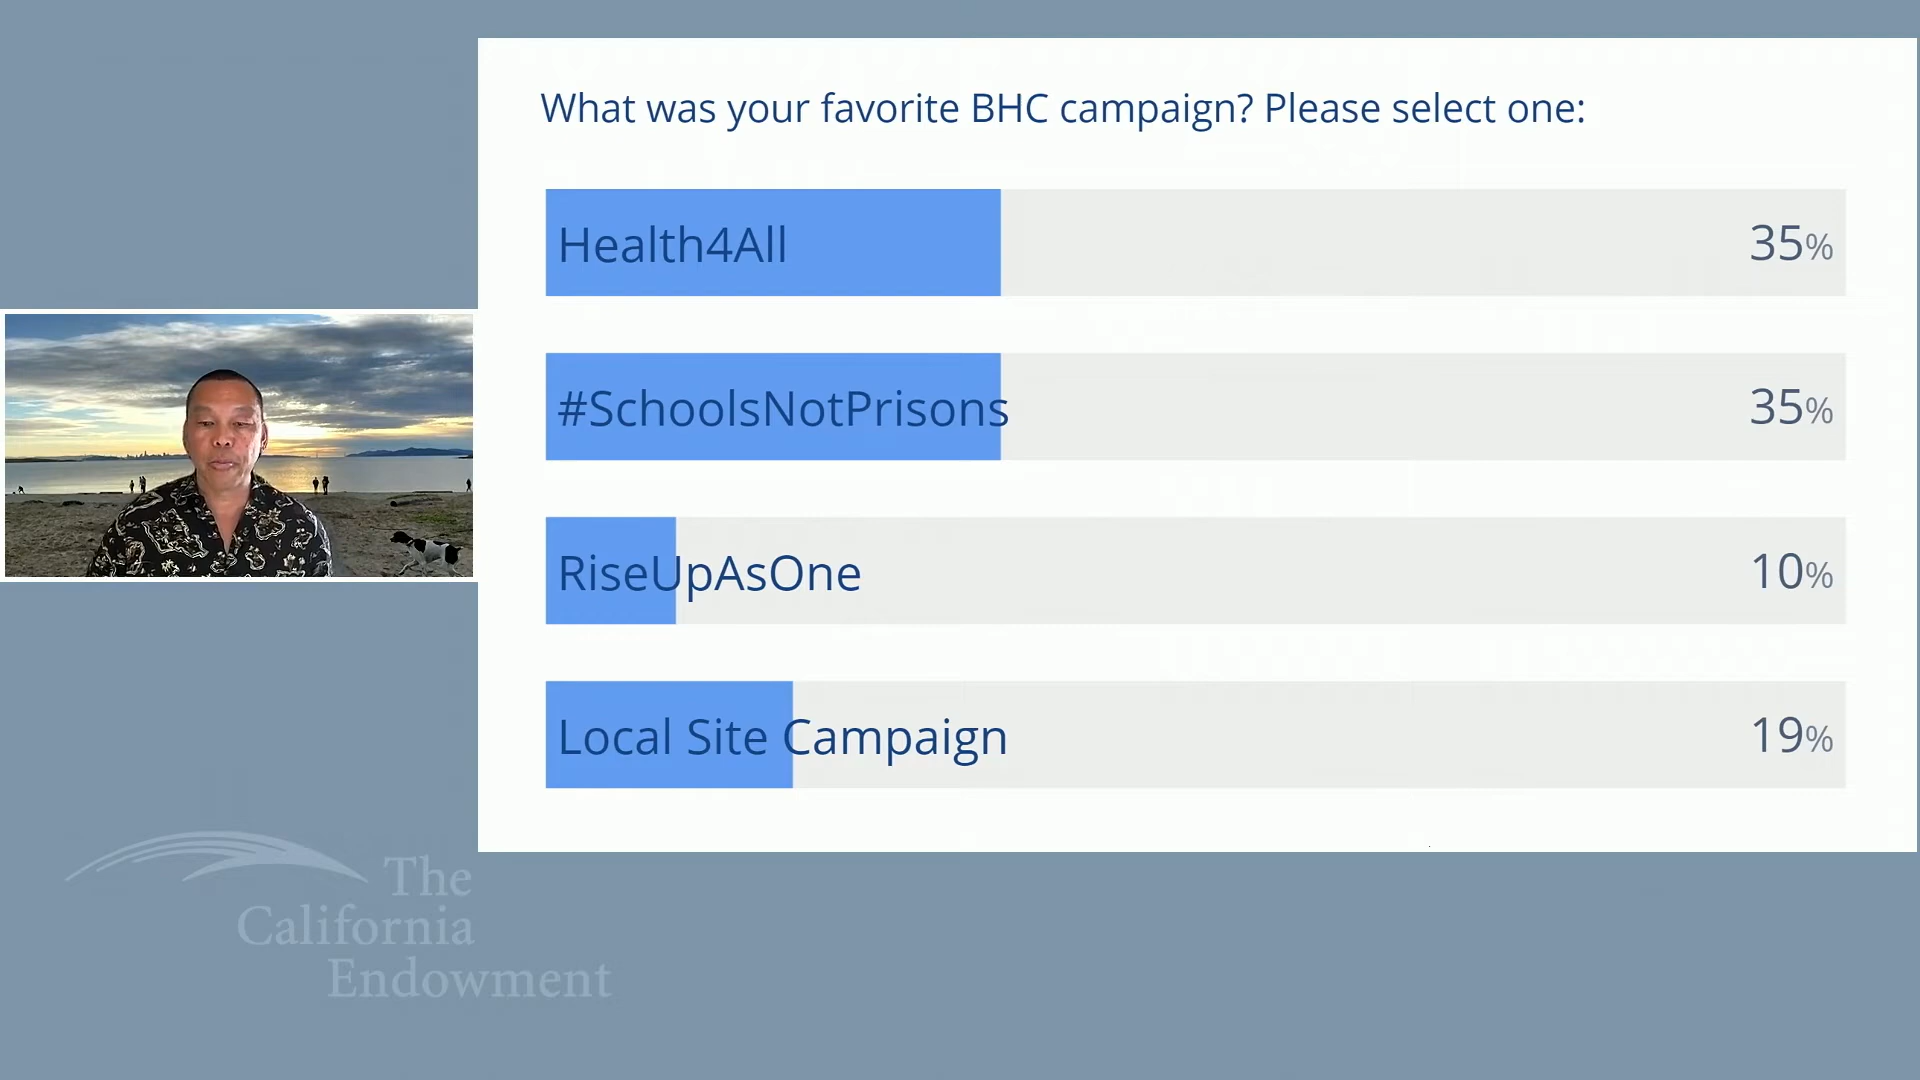 What was your favorite BHC campaign? Please select one:
Health4All 35%
#SchoolsNotPrisons 35%
RiseUpAsOne 10%
Local Site Campaign 19%
The
California
Endowment